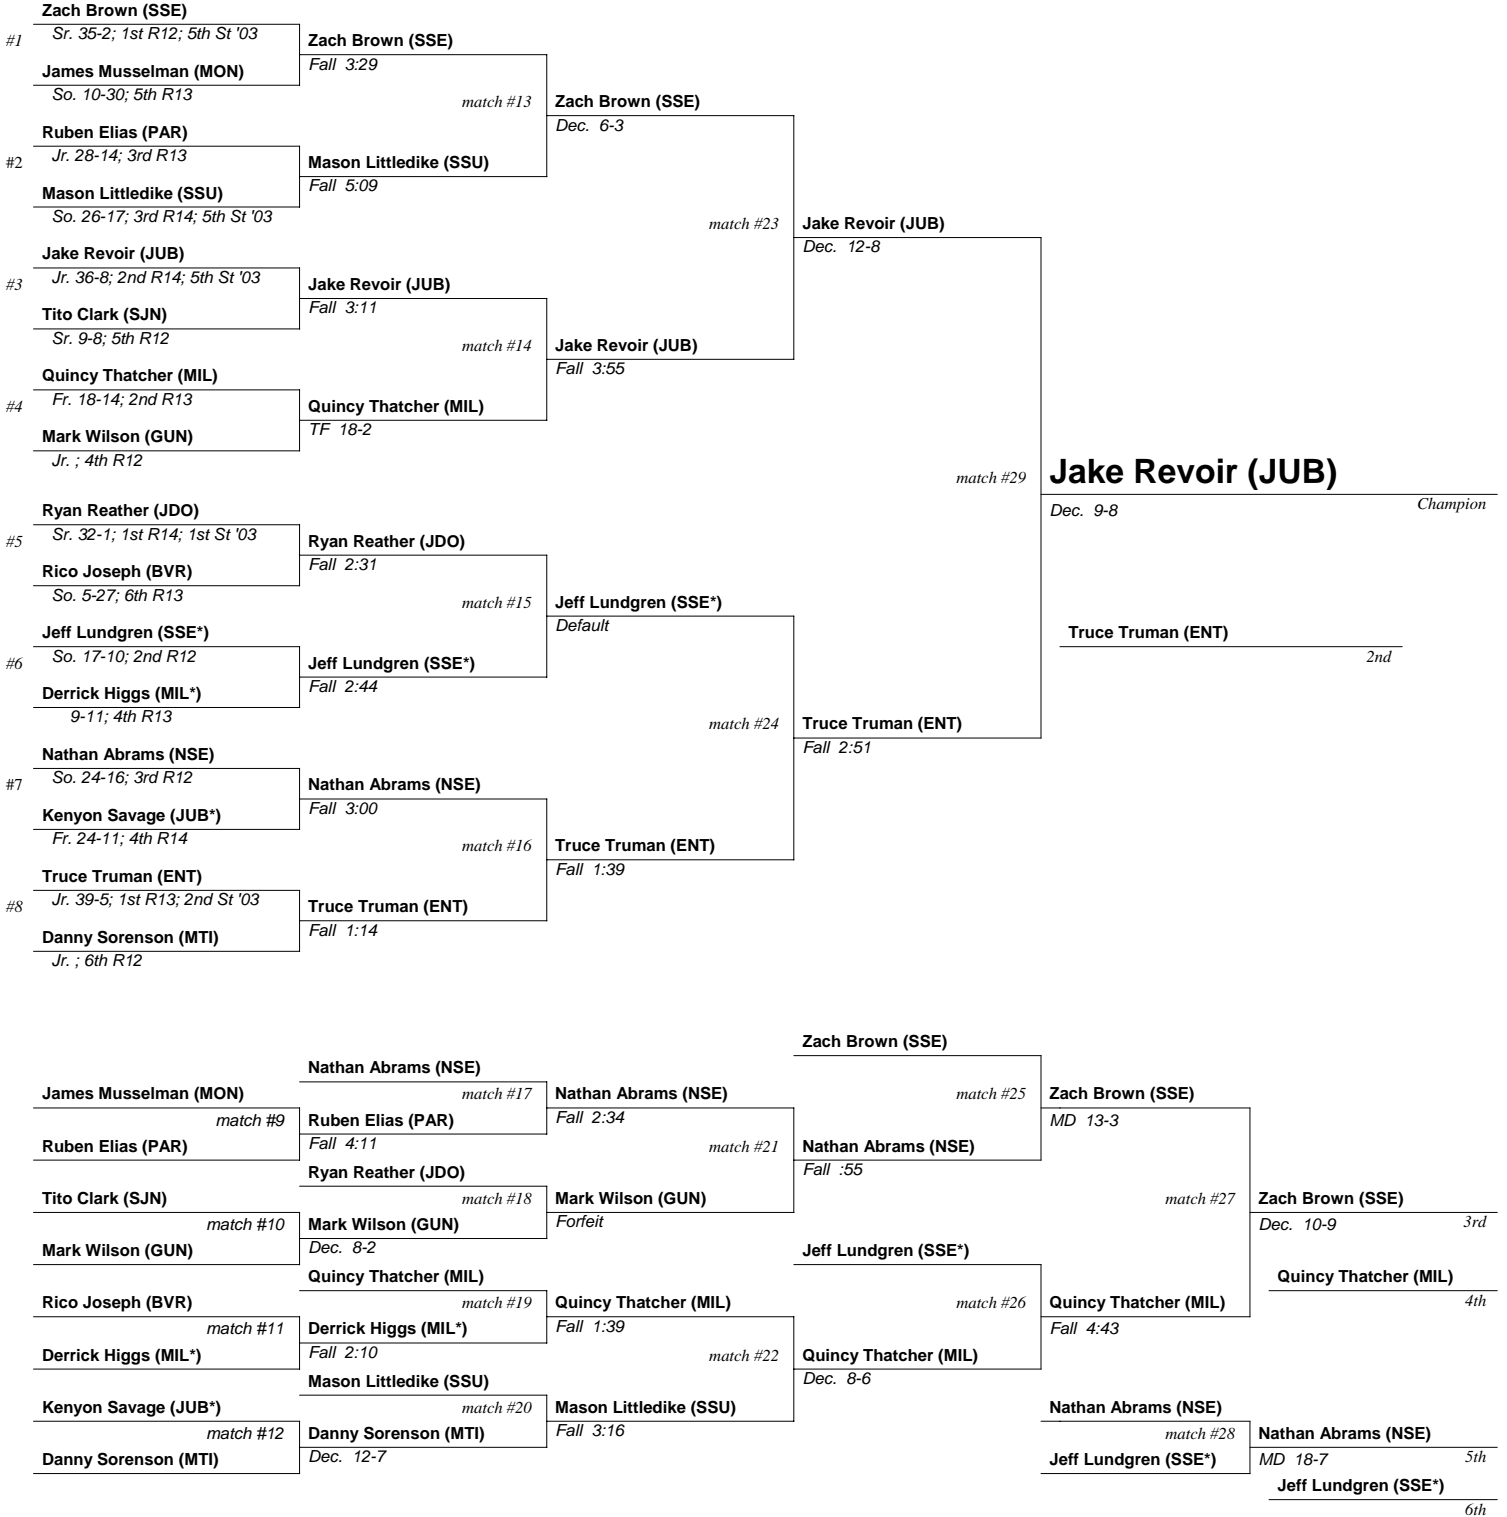 Zach Brown (SSE)
#1 Sr. 35-2; 1st R12; 5th St '03
Zach Brown (SSE)
Fall 3:29
James Musselman (MON)
So. 10-30; 5th R13
match #13 Zach Brown (SSE)
Dec. 6-3
Ruben Elias (PAR)
#2 Jr. 28-14; 3rd R13
Mason Littledike (SSU)
Fall 5:09
Mason Littledike (SSU)
So. 26-17; 3rd R14; 5th St '03
match #23 Jake Revoir (JUB)
Dec. 12-8
Jake Revoir (JUB)
#3 Jr. 36-8; 2nd R14; 5th St '03
Jake Revoir (JUB)
Fall 3:11
Tito Clark (SJN)
Sr. 9-8; 5th R12
match #14 Jake Revoir (JUB)
Fall 3:55
Quincy Thatcher (MIL)
#4 Fr. 18-14; 2nd R13
Quincy Thatcher (MIL)
TF 18-2
Mark Wilson (GUN)
Jr. ; 4th R12
match #29 Jake Revoir (JUB)
Dec. 9-8 Champion
Ryan Reather (JDO)
#5 Sr. 32-1; 1st R14; 1st St '03
Ryan Reather (JDO)
Fall 2:31
Rico Joseph (BVR)
So. 5-27; 6th R13
match #15 Jeff Lundgren (SSE*)
Default
Truce Truman (ENT)
2nd
Jeff Lundgren (SSE*)
#6 So. 17-10; 2nd R12
Jeff Lundgren (SSE*)
Fall 2:44
Derrick Higgs (MIL*)
9-11; 4th R13
match #24 Truce Truman (ENT)
Fall 2:51
Nathan Abrams (NSE)
#7 So. 24-16; 3rd R12
Nathan Abrams (NSE)
Fall 3:00
Kenyon Savage (JUB*)
Fr. 24-11; 4th R14
match #16 Truce Truman (ENT)
Fall 1:39
Truce Truman (ENT)
#8 Jr. 39-5; 1st R13; 2nd St '03
Truce Truman (ENT)
Fall 1:14
Danny Sorenson (MTI)
Jr. ; 6th R12
Zach Brown (SSE)
Nathan Abrams (NSE)
James Musselman (MON) match #17 Nathan Abrams (NSE) match #25 Zach Brown (SSE)
match #9 Ruben Elias (PAR) Fall 2:34 MD 13-3
Ruben Elias (PAR) Fall 4:11 match #21 Nathan Abrams (NSE)
Ryan Reather (JDO) Fall :55
Tito Clark (SJN) match #18 Mark Wilson (GUN) match #27 Zach Brown (SSE)
match #10 Mark Wilson (GUN) Forfeit Dec. 10-9 3rd
Mark Wilson (GUN) Dec. 8-2 Jeff Lundgren (SSE*)
Quincy Thatcher (MIL) Quincy Thatcher (MIL)
Rico Joseph (BVR) match #19 Quincy Thatcher (MIL) match #26 Quincy Thatcher (MIL) 4th
match #11 Derrick Higgs (MIL*) Fall 1:39 Fall 4:43
Derrick Higgs (MIL*) Fall 2:10 match #22 Quincy Thatcher (MIL)
Mason Littledike (SSU) Dec. 8-6
Kenyon Savage (JUB*) match #20 Mason Littledike (SSU) Nathan Abrams (NSE)
match #12 Danny Sorenson (MTI) Fall 3:16 match #28 Nathan Abrams (NSE)
Danny Sorenson (MTI) Dec. 12-7 Jeff Lundgren (SSE*) MD 18-7 5th
Jeff Lundgren (SSE*)
6th